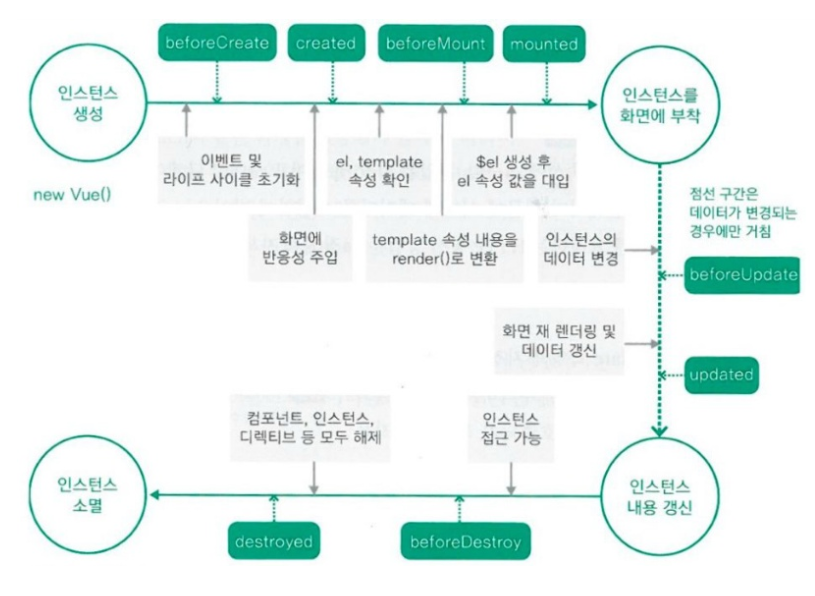 beforeCreate
created
beforeMount
mounted
인스턴스
생성
new Vue()
이벤트 및
라이프 사이클 초기화
화면에
반응성 주입
el, template
속성 확인
template 속성 내용을
render()로 변환
$el 생성 후
el 속성 값을 대입
인스턴스를
화면에 부착
점선 구간은
데이터가 변경되는
경우에만 거침
인스턴스의
데이터 변경
beforeUpdate
화면 재 렌더링 및
데이터 갱신
updated
인스턴스
내용 갱신
인스턴스
접근 가능
beforeDestroy
컴포넌트, 인스턴스,
디렉티브 등 모두 해제
destroyed
인스턴스
소멸